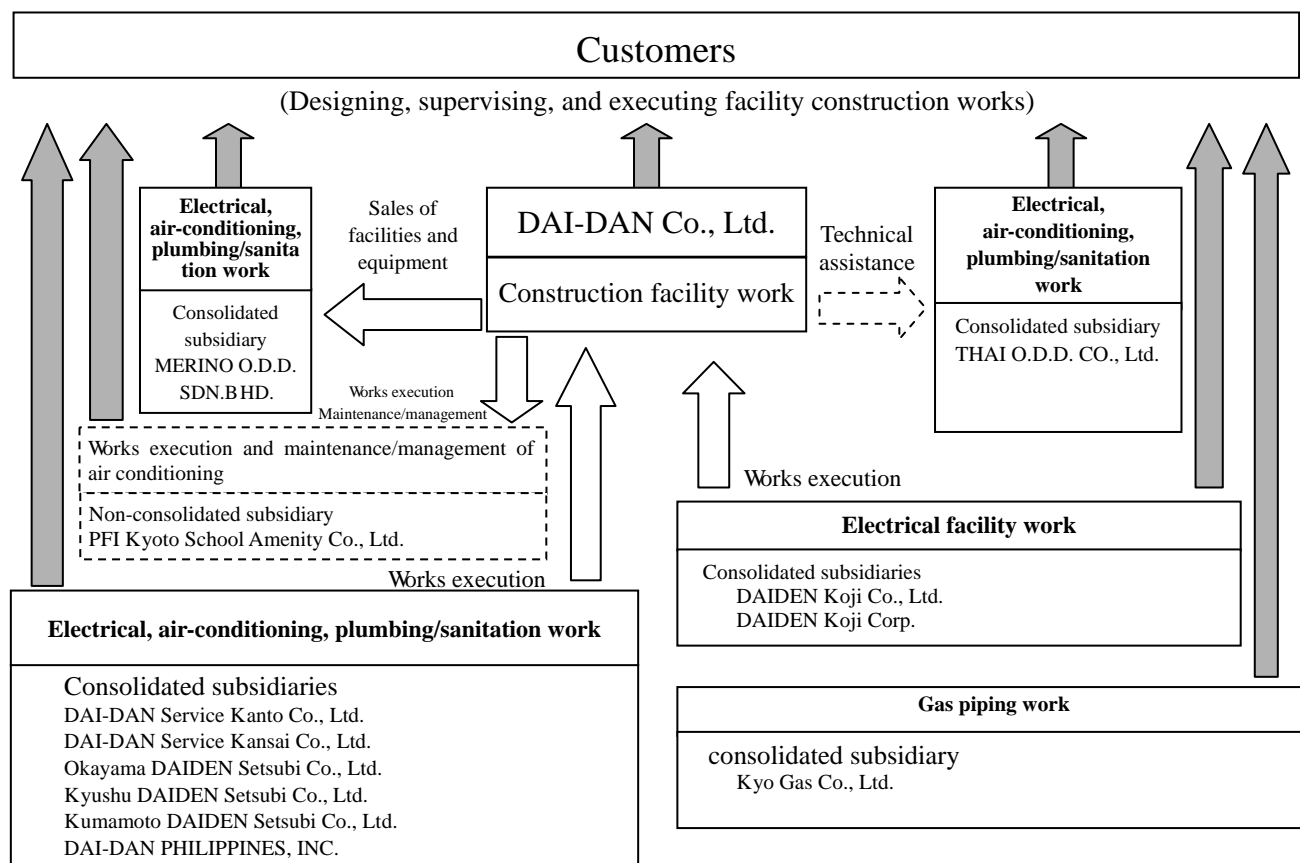 Customers
(Designing, supervising, and executing facility construction works)
Electrical,
air-conditioning,
plumbing/sanita
tion work
Consolidated
subsidiary
MERINO O.D.D.
SDN.BHD.
Sales of
facilities and
equipment
DAI-DAN Co., Ltd.
Construction facility work
Technical
assistance
Electrical,
air-conditioning,
plumbing/sanitation
work
Consolidated subsidiary
THAI O.D.D. CO., Ltd.
Works execution
Maintenance/management
Works execution and maintenance/management of
air conditioning
Non-consolidated subsidiary
PFI Kyoto School Amenity Co., Ltd.
Works execution
Works execution
Electrical facility work
Consolidated subsidiaries
DAIDEN Koji Co., Ltd.
DAIDEN Koji Corp.
Electrical, air-conditioning, plumbing/sanitation work
Consolidated subsidiaries
DAI-DAN Service Kanto Co., Ltd.
DAI-DAN Service Kansai Co., Ltd.
Okayama DAIDEN Setsubi Co., Ltd.
Kyushu DAIDEN Setsubi Co., Ltd.
Kumamoto DAIDEN Setsubi Co., Ltd.
DAI-DAN PHILIPPINES, INC.
Gas piping work
consolidated subsidiary
Kyo Gas Co., Ltd.